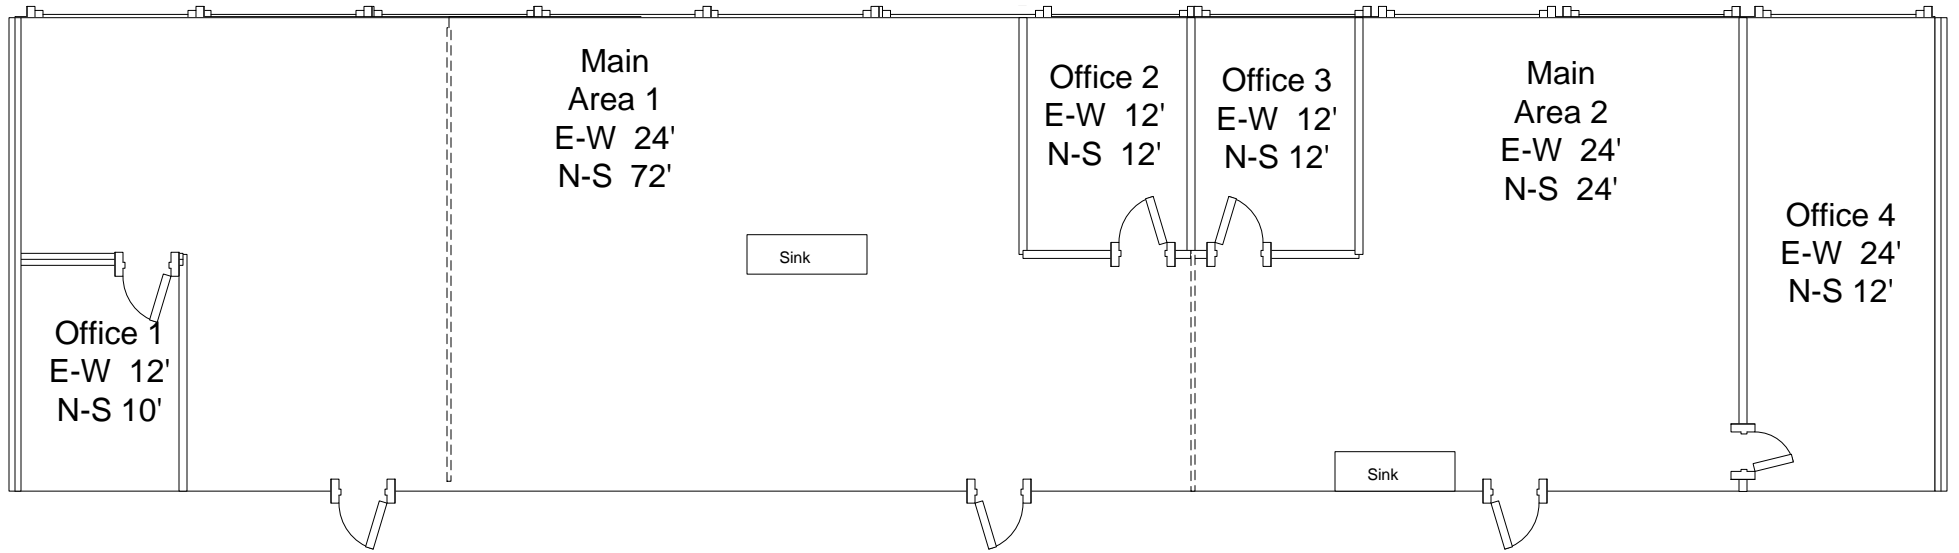 Main
Area 1
E-W 24'
N-S 72'
Office 2
E-W 12'
N-S 12'
Office 3
E-W 12'
N-S 12'
Main
Area 2
E-W 24'
N-S 24'
Office 4
E-W 24'
N-S 12'
Sink
Office 1
E-W 12'
N-S 10'
Sink